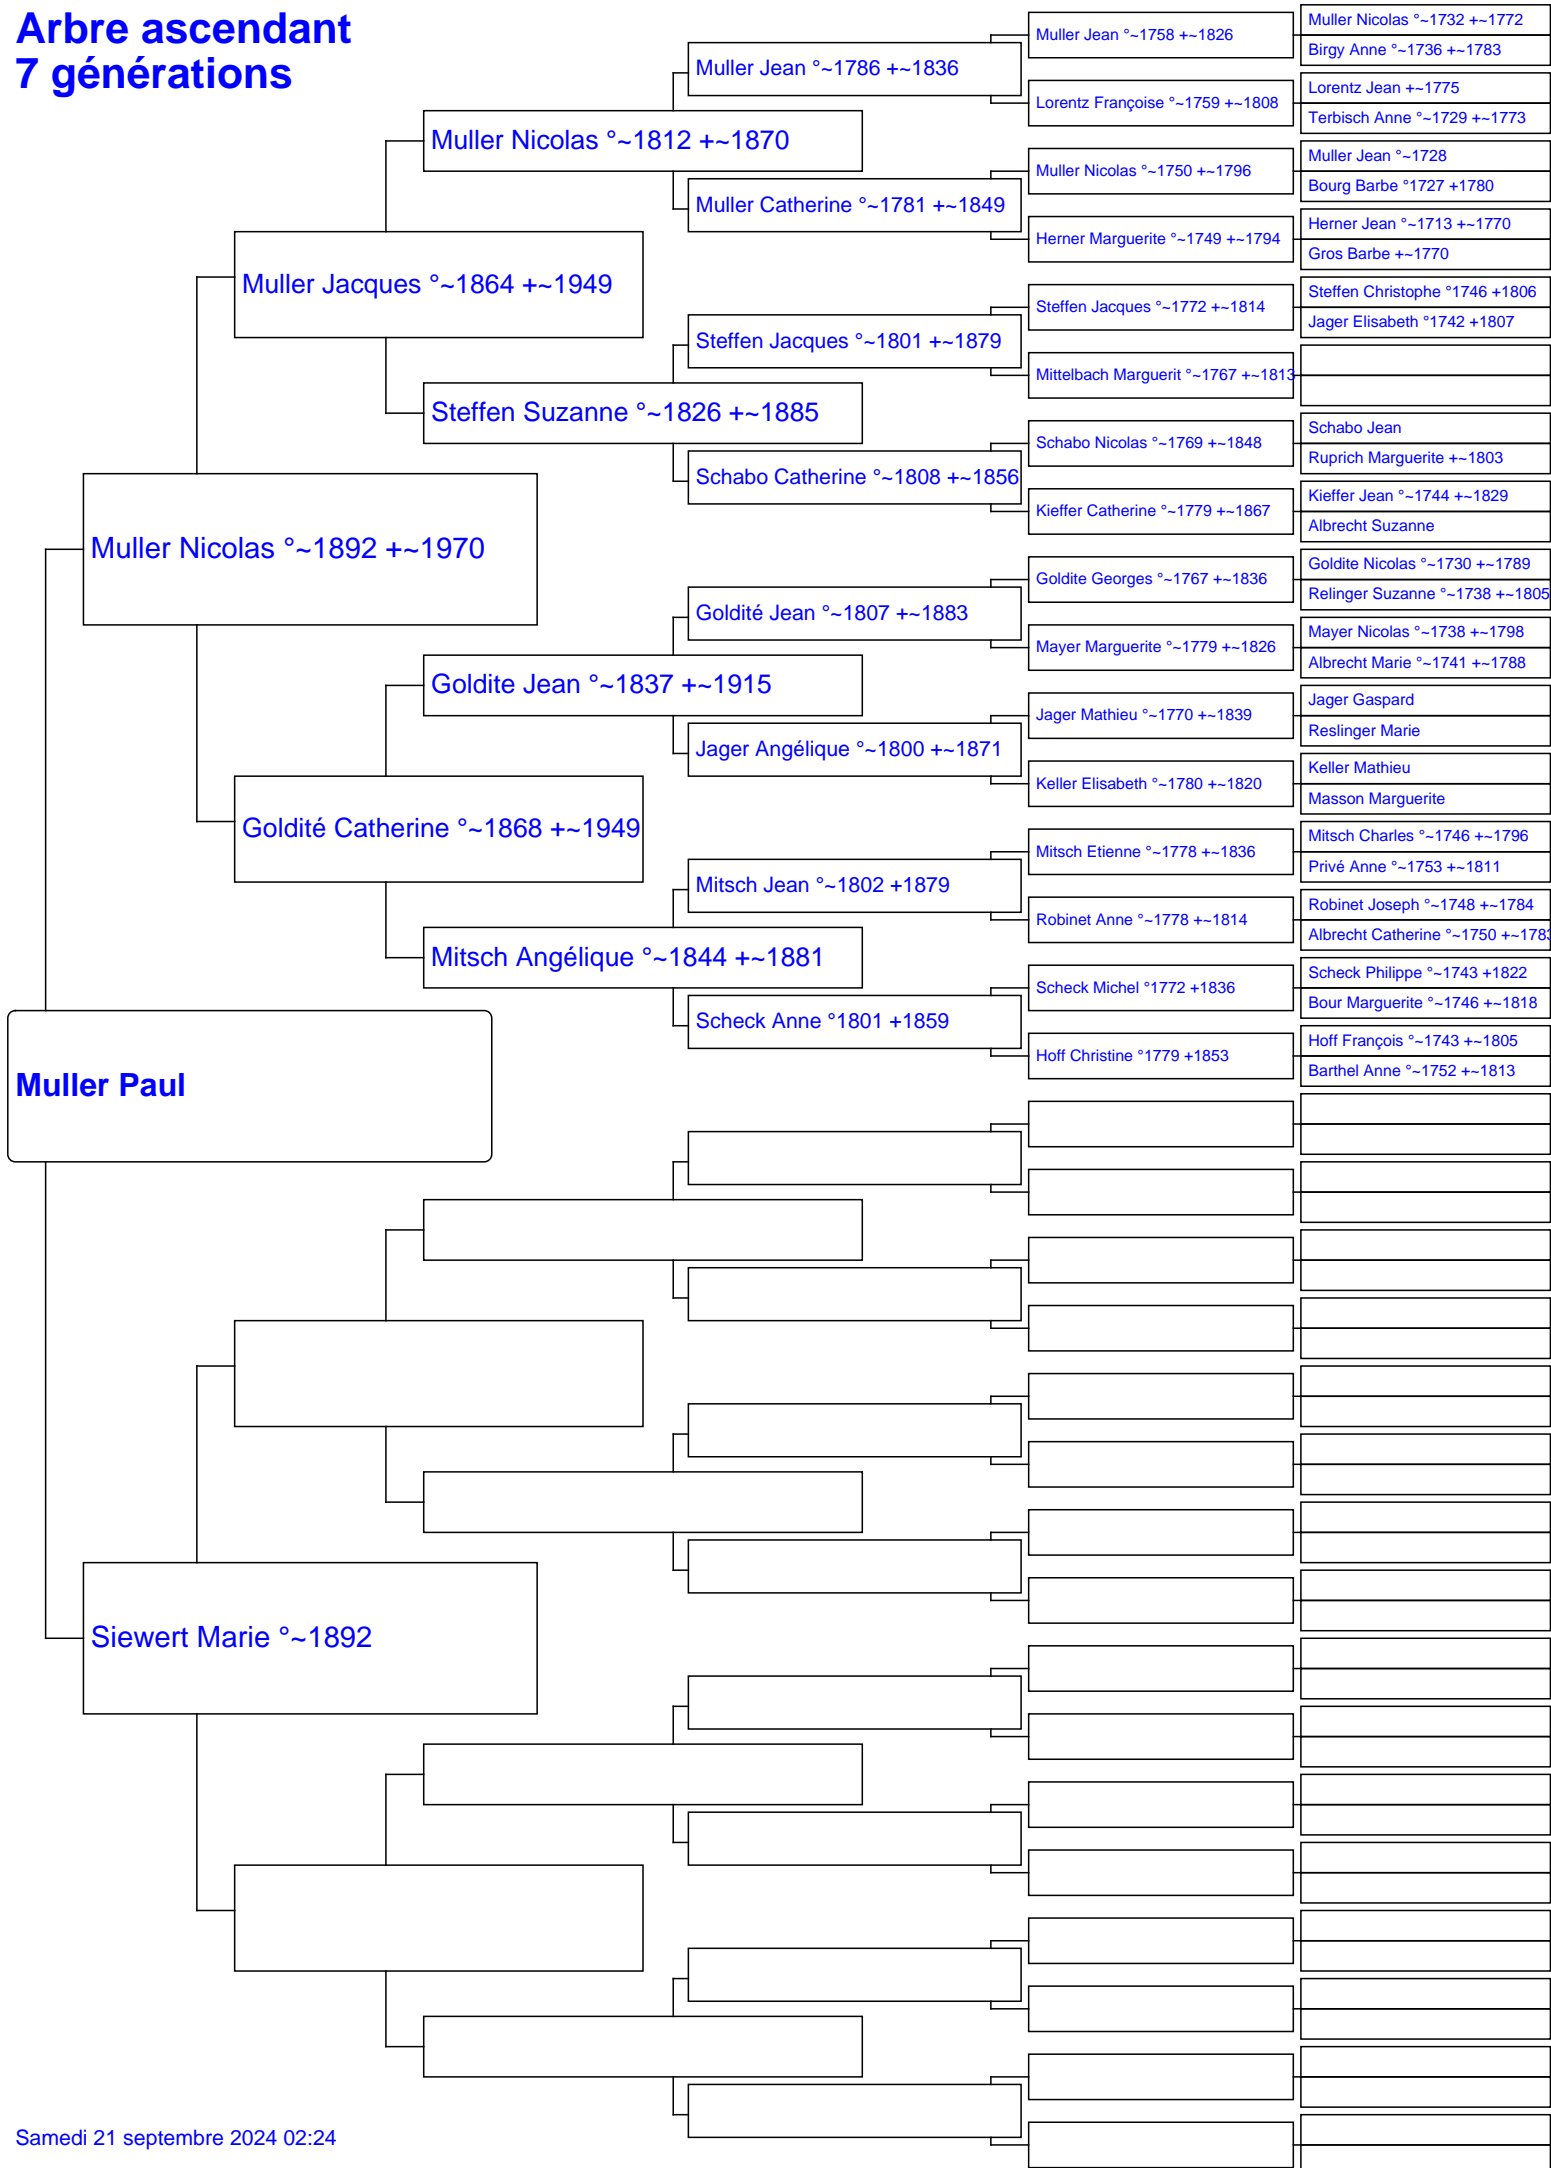 Arbre ascendant
7 générations
Muller Paul
Muller Nicolas °~1892 +~1970
Siewert Marie °~1892
Muller Jacques °~1864 +~1949
Goldité Catherine °~1868 +~1949
Muller Nicolas °~1812 +~1870
Steffen Suzanne °~1826 +~1885
Goldite Jean °~1837 +~1915
Mitsch Angélique °~1844 +~1881
Muller Jean °~1786 +~1836
Muller Catherine °~1781 +~1849
Steffen Jacques °~1801 +~1879
Schabo Catherine °~1808 +~1856
Goldité Jean °~1807 +~1883
Jager Angélique °~1800 +~1871
Mitsch Jean °~1802 +1879
Scheck Anne °1801 +1859
Muller Jean °~1758 +~1826
Lorentz Françoise °~1759 +~1808
Muller Nicolas °~1750 +~1796
Herner Marguerite °~1749 +~1794
Steffen Jacques °~1772 +~1814
Mittelbach Marguerit °~1767 +~1813
Schabo Nicolas °~1769 +~1848
Kieffer Catherine °~1779 +~1867
Goldite Georges °~1767 +~1836
Mayer Marguerite °~1779 +~1826
Jager Mathieu °~1770 +~1839
Keller Elisabeth °~1780 +~1820
Mitsch Etienne °~1778 +~1836
Robinet Anne °~1778 +~1814
Scheck Michel °1772 +1836
Hoff Christine °1779 +1853
Muller Nicolas °~1732 +~1772
Birgy Anne °~1736 +~1783
Lorentz Jean +~1775
Terbisch Anne °~1729 +~1773
Muller Jean °~1728
Bourg Barbe °1727 +1780
Herner Jean °~1713 +~1770
Gros Barbe +~1770
Steffen Christophe °1746 +1806
Jager Elisabeth °1742 +1807
Schabo Jean
Ruprich Marguerite +~1803
Kieffer Jean °~1744 +~1829
Albrecht Suzanne
Goldite Nicolas °~1730 +~1789
Relinger Suzanne °~1738 +~1805
Mayer Nicolas °~1738 +~1798
Albrecht Marie °~1741 +~1788
Jager Gaspard
Reslinger Marie
Keller Mathieu
Masson Marguerite
Mitsch Charles °~1746 +~1796
Privé Anne °~1753 +~1811
Robinet Joseph °~1748 +~1784
Albrecht Catherine °~1750 +~1783
Scheck Philippe °~1743 +1822
Bour Marguerite °~1746 +~1818
Hoff François °~1743 +~1805
Barthel Anne °~1752 +~1813
Samedi 21 septembre 2024 02:24